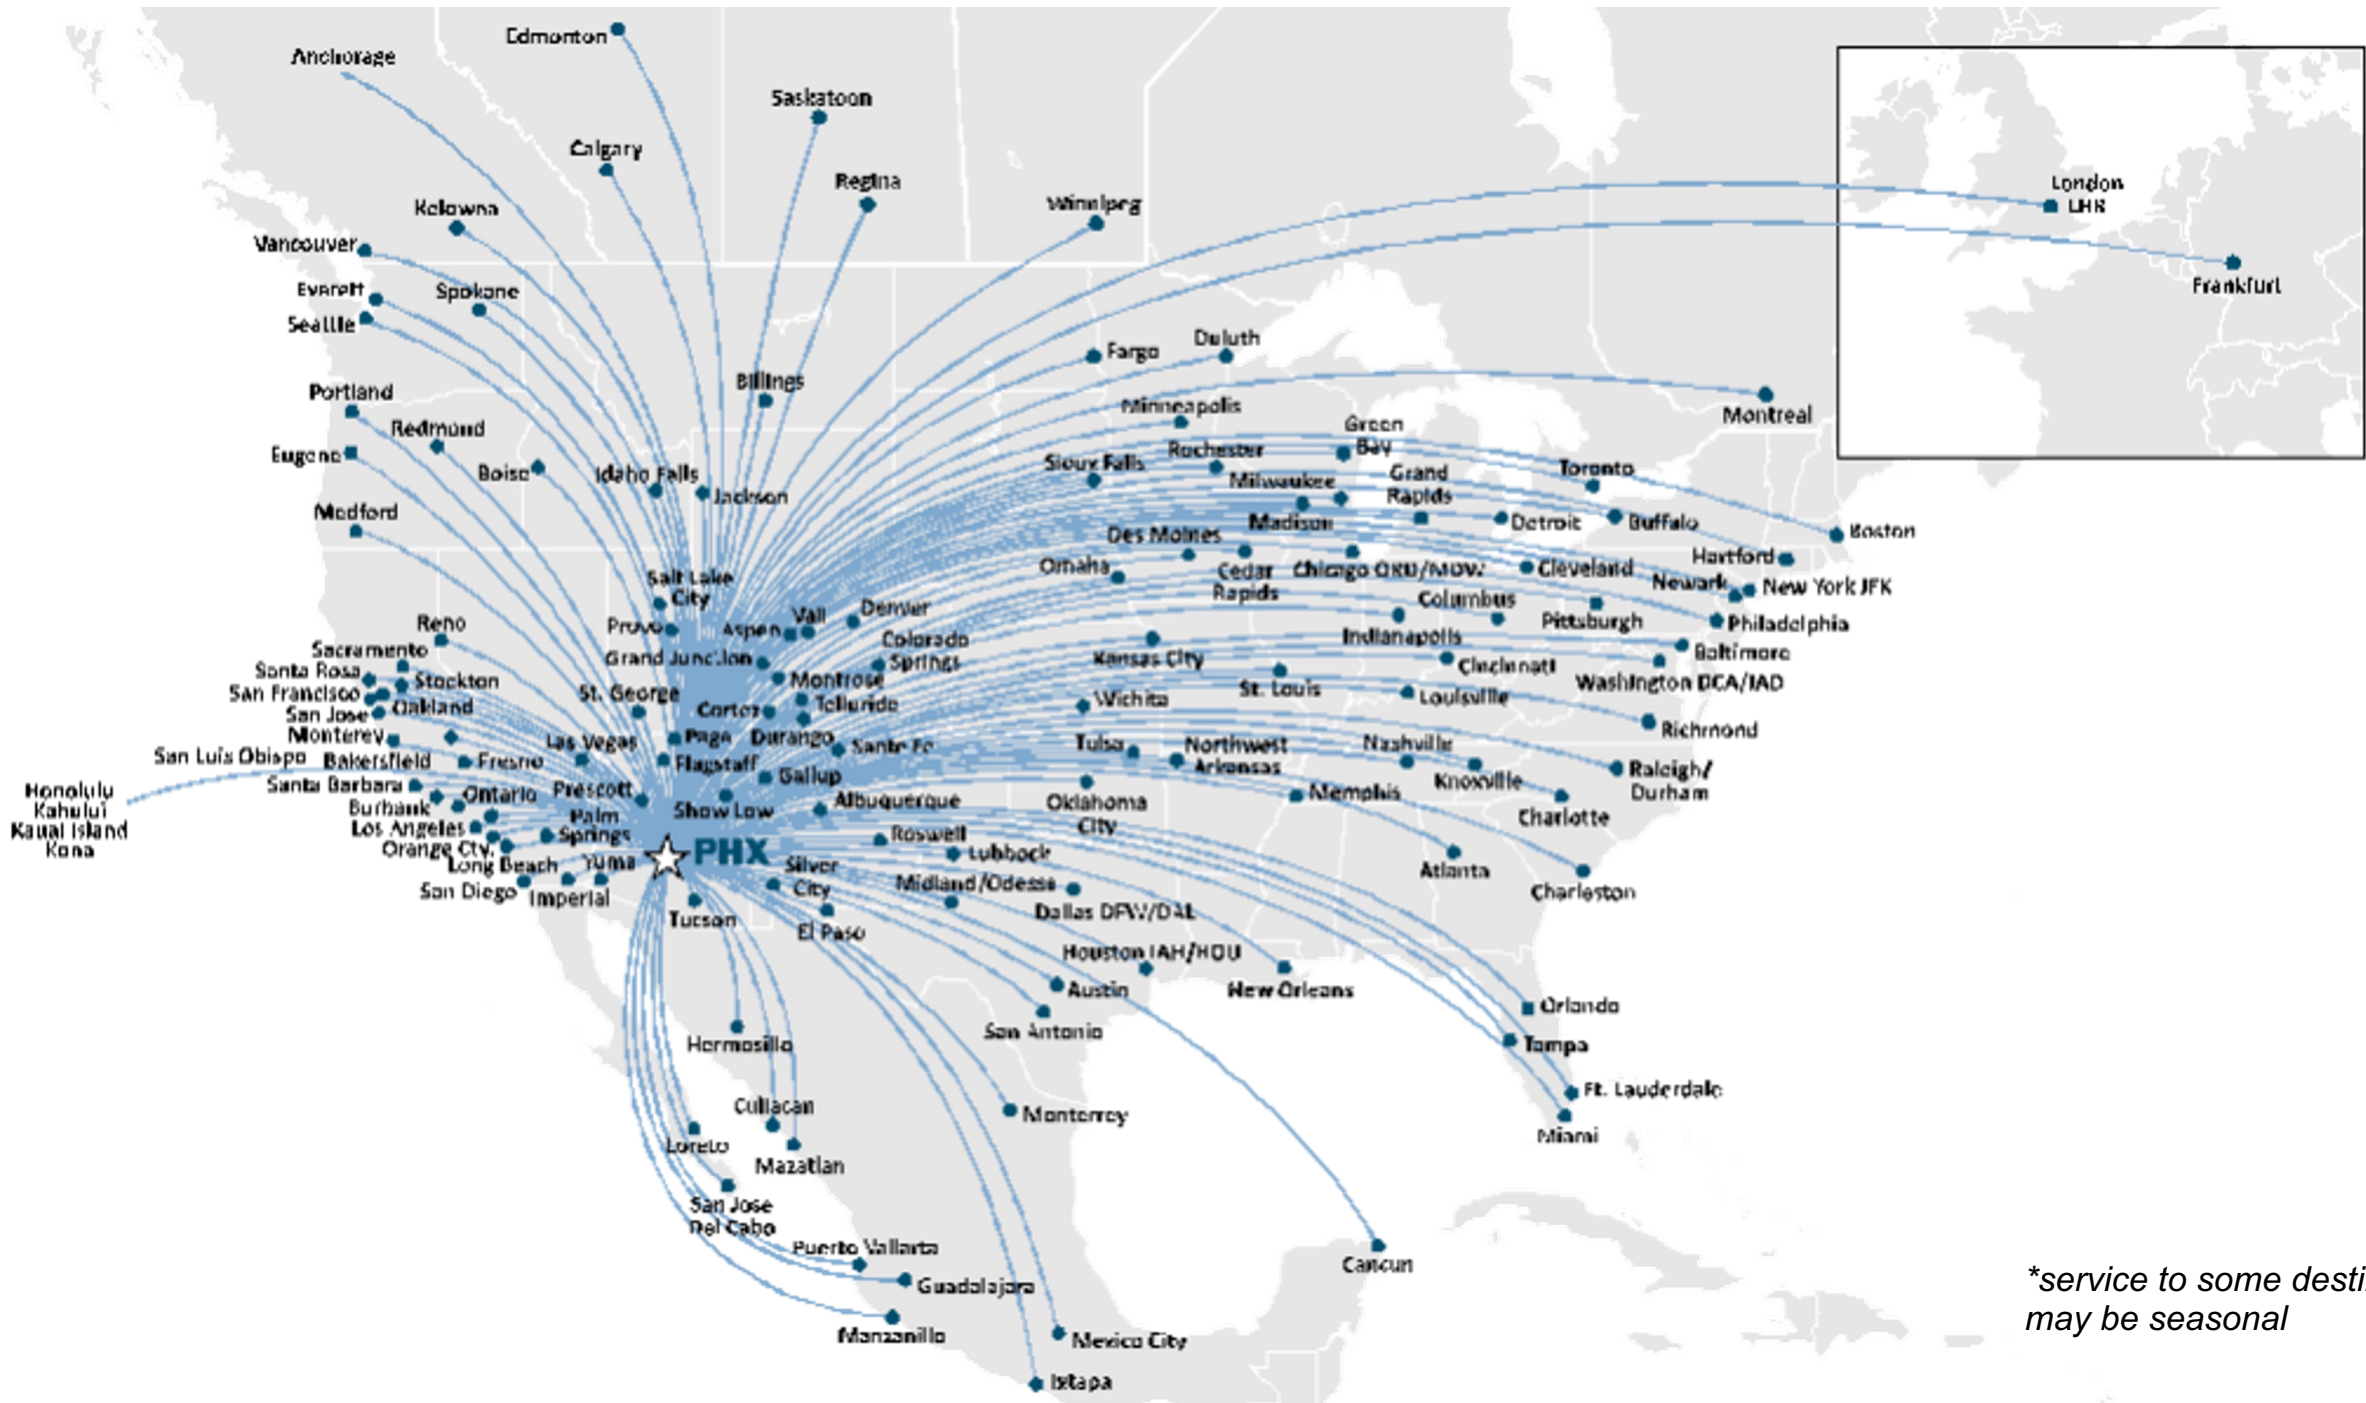 Edmonton
Anchorage
Saskatoon
Calgary
Regina
London
LHR
Winnipeg
Kelowna
Vancouver
Frankfurt
Everett
Spokane
Seattle
Duluth
Fargo
Billings
Portland
Minneapolis
Montreal
Redmond
Green
Bay
Eugene
Rochester
Sioux Falls
Boise
Idaho Falls
Jackson
Milwaukee
Grand
Rapids
Toronto
Medford
Madison
Detroit
Buffalo
Boston
Des Moines
Hartford
Omaha
Cedar
Rapids
Chicago ORD/MDW
Cleveland
Newark
New York JFK
Salt Lake
City
Columbus
Vail
Denver
Reno
Provo
Aspen
Pittsburgh
Philadelphia
Colorado
Springs
Indianapolis
Sacramento
Grand Junction
Kansas City
Cincinnati
Baltimore
Santa Rosa
Stockton
Montrose
Washington DCA/IAD
San Francisco
St. George
St. Louis
Louisville
Oakland
Cortez
Telluride
Wichita
San Jose
Richmond
Monterey
Las Vegas
Page
Durango
Sante Fe
Tulsa
Northwest
Arkansas
Nashville
San Luis Obispo
Bakersfield
Fresno
Flagstaff
Gallup
Knoxville
Raleigh/
Durham
Honolulu
Kahului
Kauai Island
Kona
Santa Barbara
Ontario
Prescott
Burbank
Show Low
Albuquerque
Oklahoma
City
Memphis
Charlotte
Palm
Springs
Los Angeles
Orange Cty.
Roswell
PHX
Lubbock
Long Beach
Yuma
Silver
City
Atlanta
San Diego
Imperial
Midland/Odessa
Charleston
Tucson
Dallas DFW/DAL
El Paso
Houston IAH/HOU
Austin
New Orleans
Orlando
San Antonio
Hermosillo
Tampa
Ft. Lauderdale
Culiacan
Monterrey
Miami
Loreto
Mazatlan
San Jose
Del Cabo
Puerto Vallarta
Cancun
Guadalajara
*service to some desti
may be seasonal
Manzanillo
Mexico City
Ixtapa